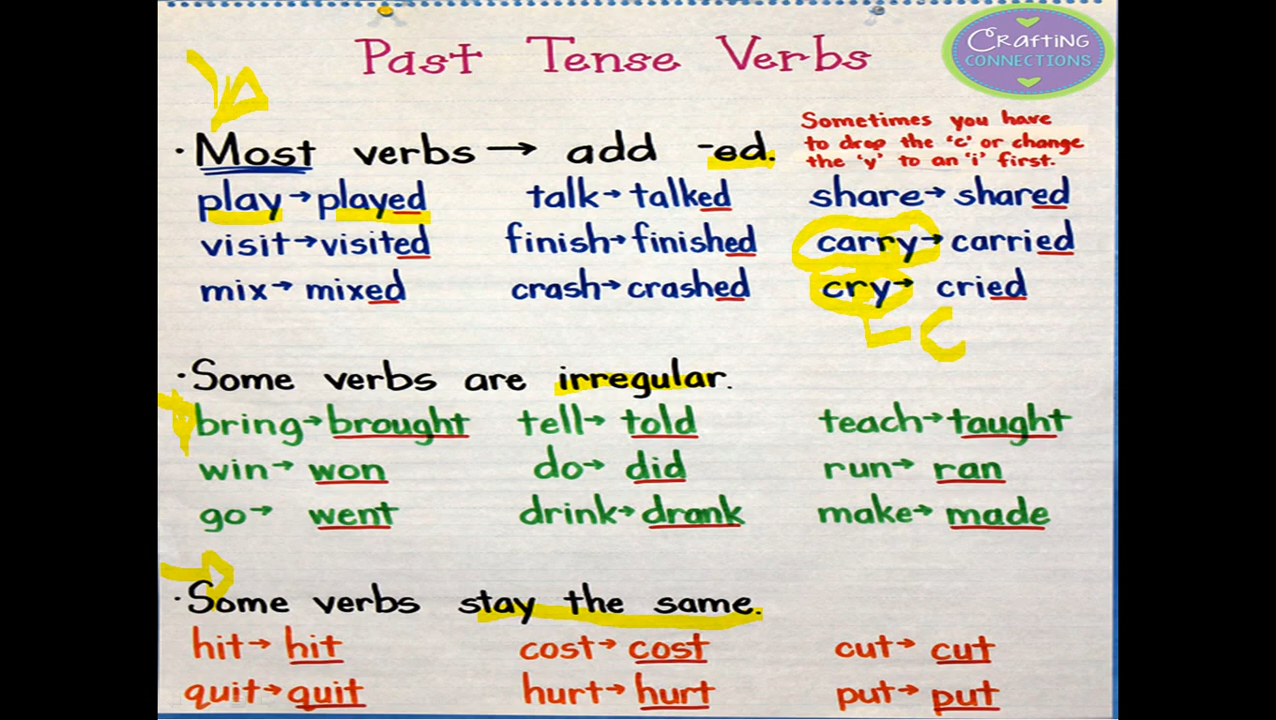 Past Tense Verbs
Crafting
CONNECTIONS
Sometimes you have
to drop the 'e' or change
the 'y' to an 'i' first.
· Most verbs → add -ed.
play → played talk → talked share → shared
visit → visited finish → finished carry → carried
mix → mixed crash → crashed cry → cried
· Some verbs are irregular.
bring → brought tell → told teach → taught
win → won do → did run → ran
go → went drink → drank make → made
· Some verbs stay the same.
hit → hit cost → cost cut → cut
quit → quit hurt → hurt put → put